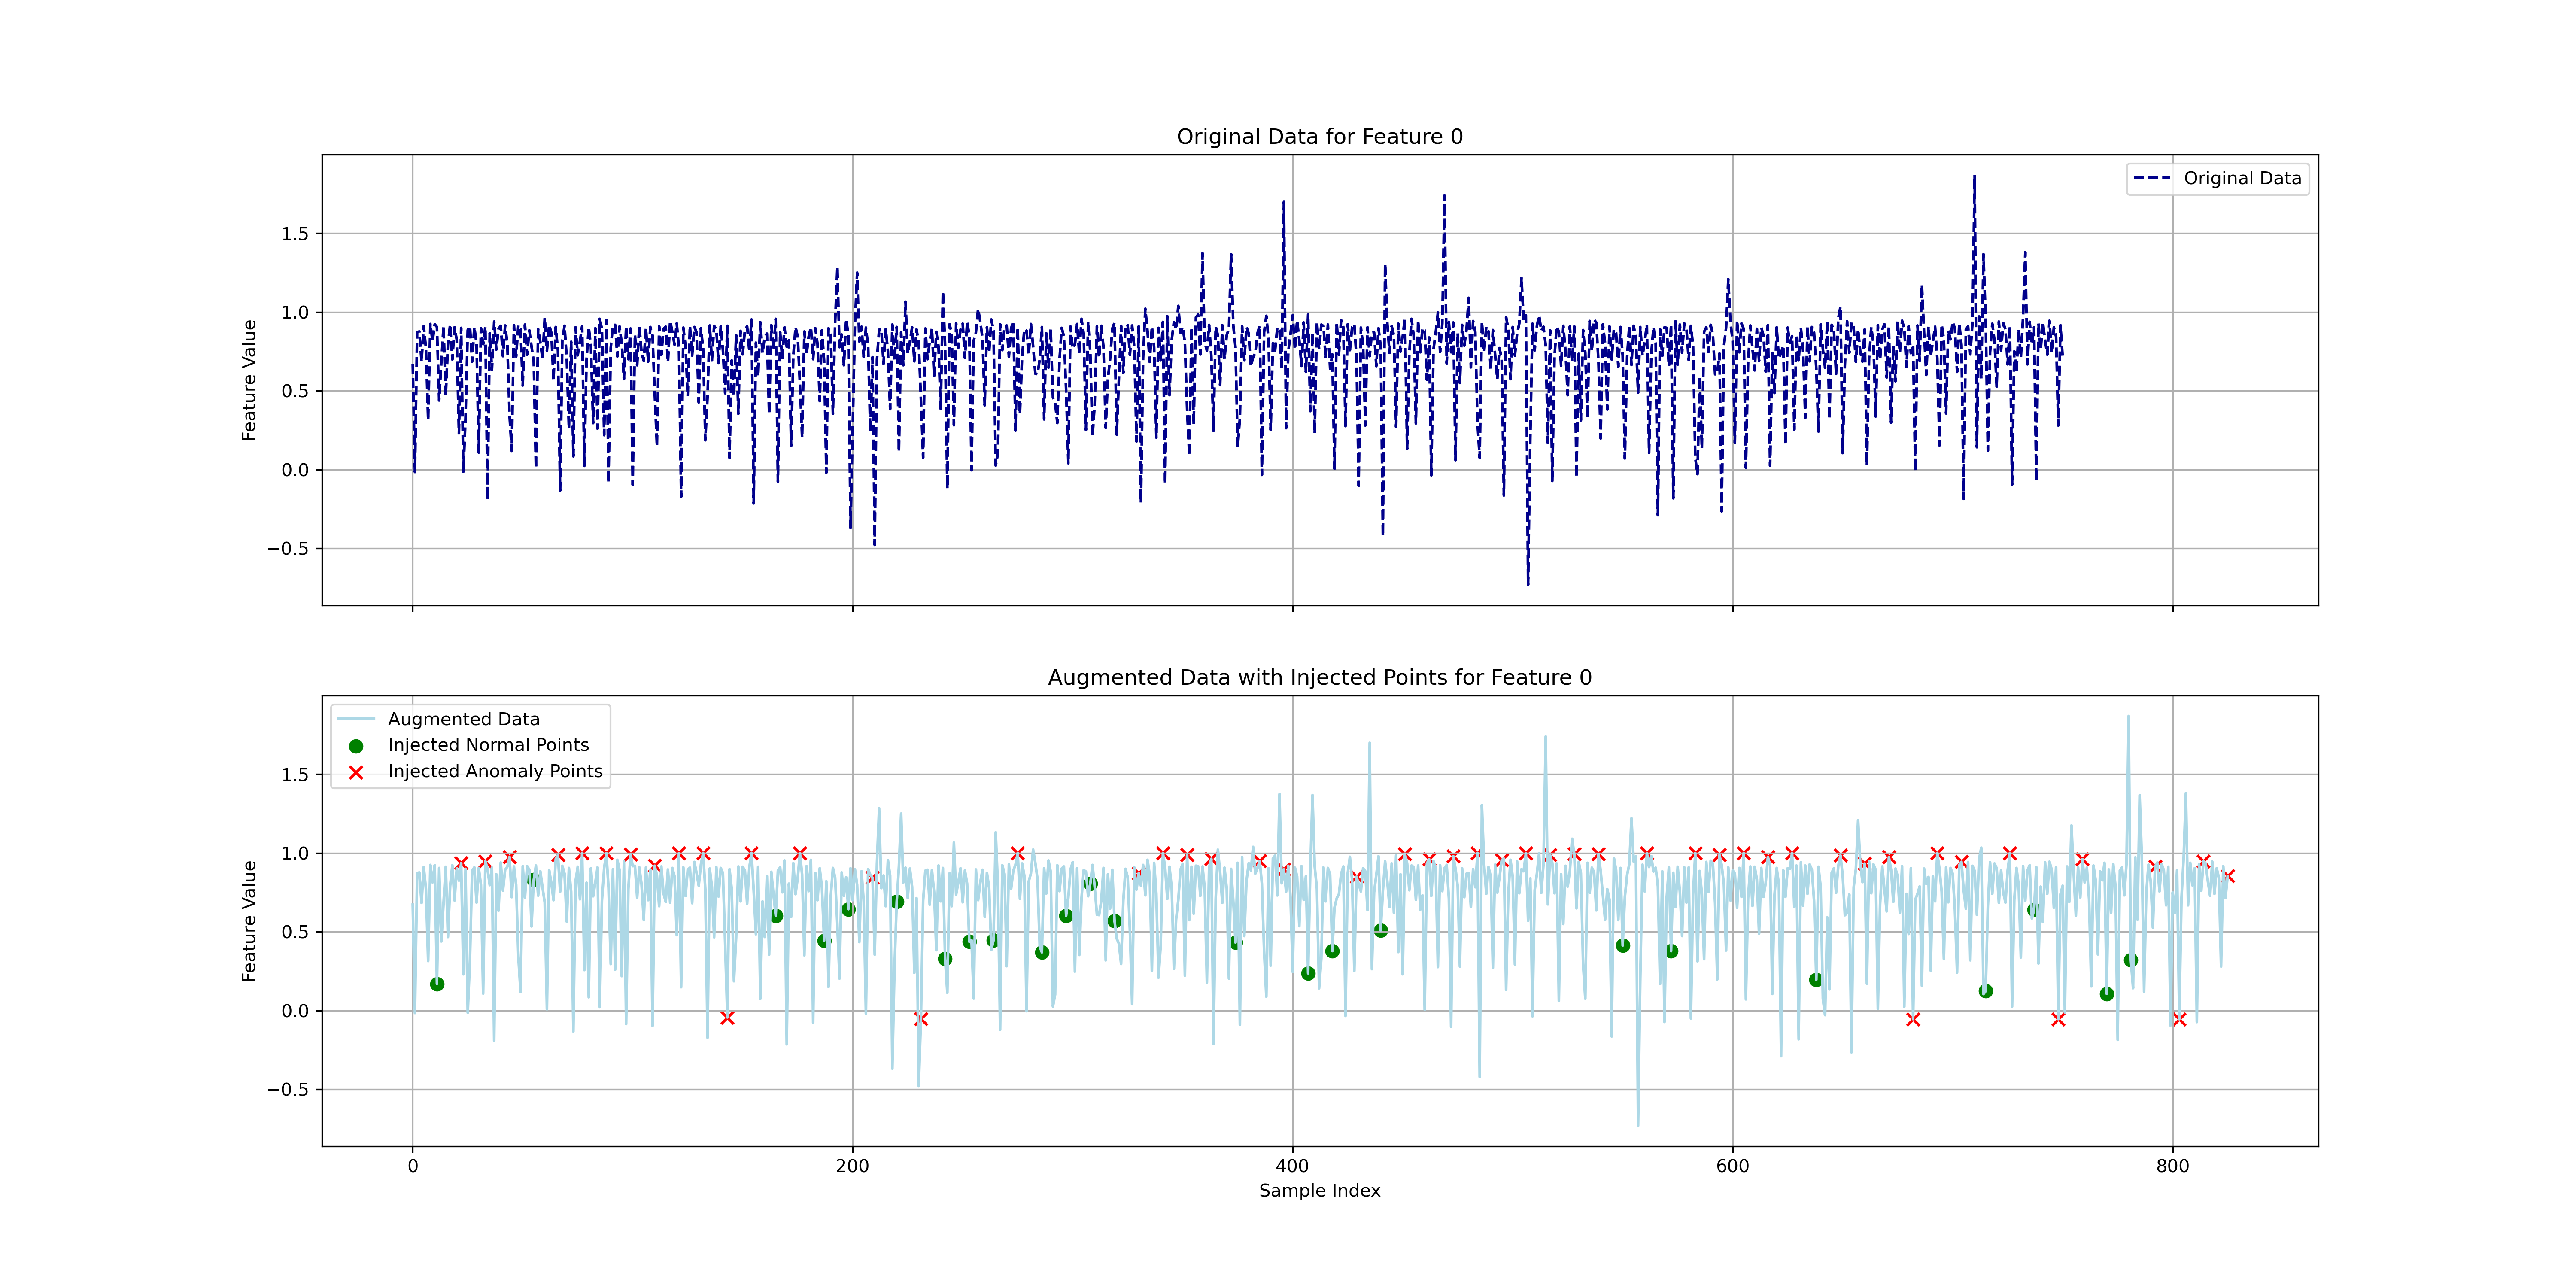 Original Data for Feature 0
Original Data
1.5
1.0
0.5
0.0
−0.5
Feature Value
Augmented Data with Injected Points for Feature 0
Augmented Data
Injected Normal Points
Injected Anomaly Points
1.5
1.0
0.5
0.0
−0.5
Feature Value
0 200 400 600 800
Sample Index